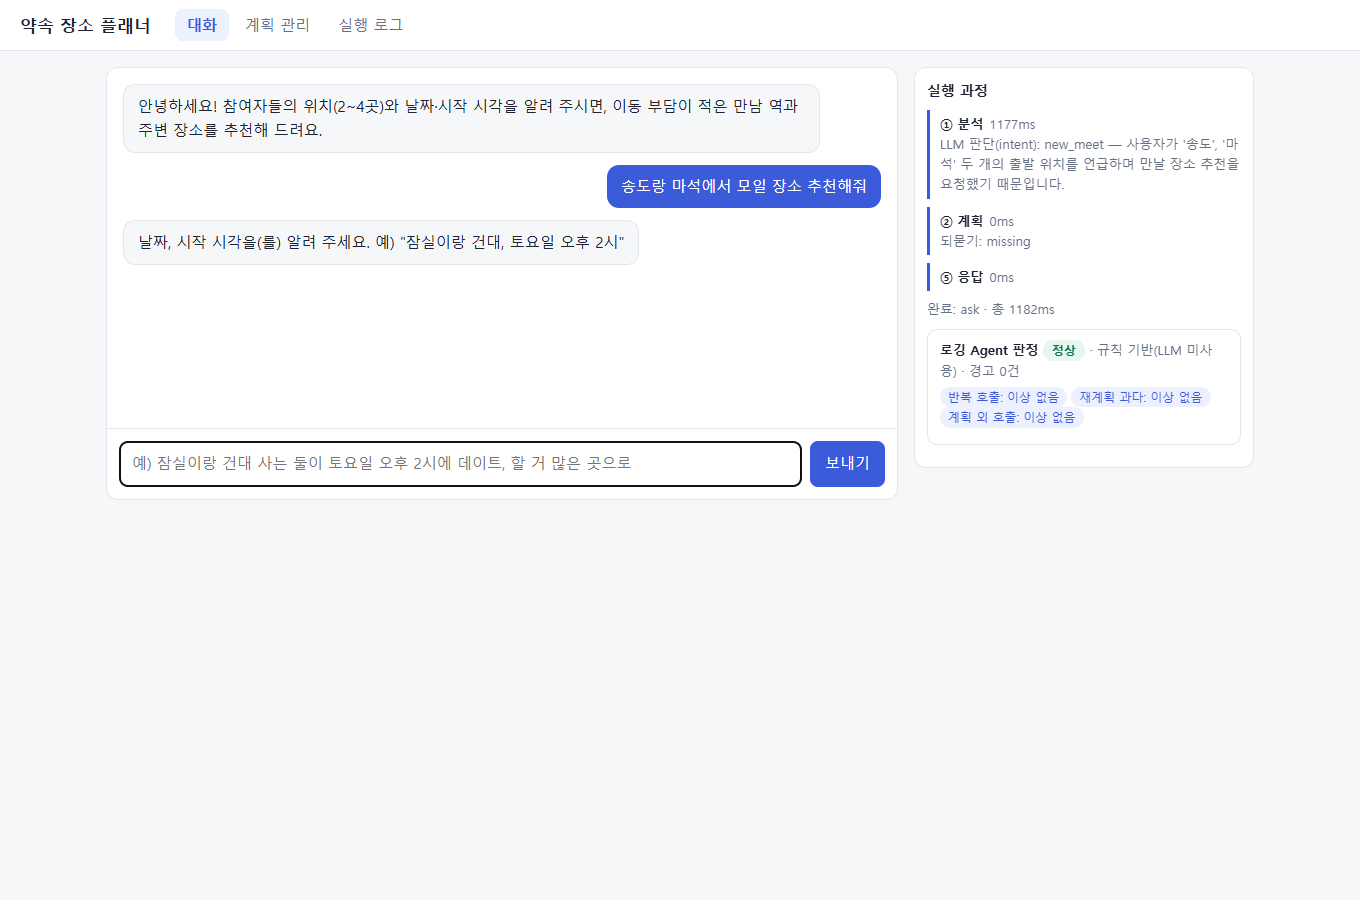 약속 장소 플래너 대화 계획 관리 실행 로그
안녕하세요! 참여자들의 위치(2~4곳)와 날짜·시작 시각을 알려 주시면, 이동 부담이 적은 만남 역과
주변 장소를 추천해 드려요.
송도랑 마석에서 모일 장소 추천해줘
날짜, 시작 시각을(를) 알려 주세요. 예) "잠실이랑 건대, 토요일 오후 2시"
예) 잠실이랑 건대 사는 둘이 토요일 오후 2시에 데이트, 할 거 많은 곳으로
보내기
실행 과정
① 분석 1177ms
LLM 판단(intent): new_meet — 사용자가 '송도', '마
석' 두 개의 출발 위치를 언급하며 만날 장소 추천을
요청했기 때문입니다.
② 계획 0ms
되묻기: missing
⑤ 응답 0ms
완료: ask · 총 1182ms
로깅 Agent 판정 정상 · 규칙 기반(LLM 미사
용) · 경고 0건
반복 호출: 이상 없음 재계획 과다: 이상 없음
계획 외 호출: 이상 없음